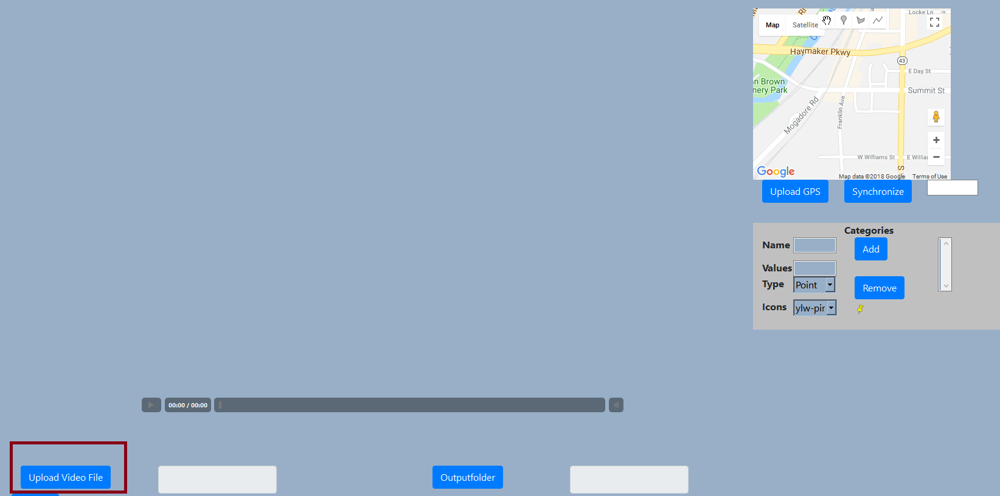 Locke Ln
Map
Satellite
Haymaker Pkwy
43
E Day St
an Brown
nery Park
Summit St
Mogadore Rd
Franklin Ave
W Williams St
E Willia
S
Google
Map data ©2018 Google
Terms of Use
Upload GPS
Synchronize
Categories
Name
Add
Values
Type
Point
Remove
Icons
ylw-pir
00:00 / 00:00
Upload Video File
Outputfolder